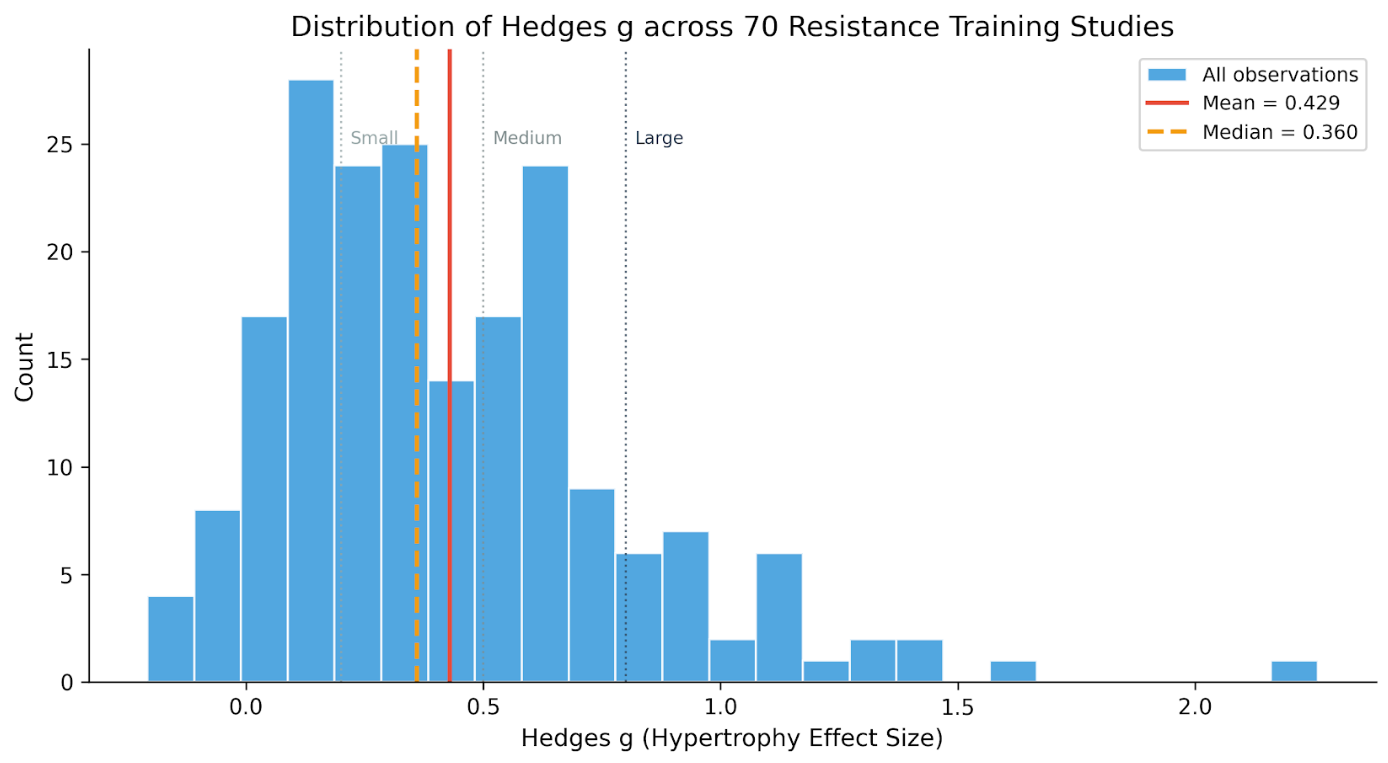 Distribution of Hedges g across 70 Resistance Training Studies
All observations
Mean = 0.429
Median = 0.360
Small
Medium
Large
Count
25
20
15
10
5
0
0.0
0.5
1.0
1.5
2.0
Hedges g (Hypertrophy Effect Size)